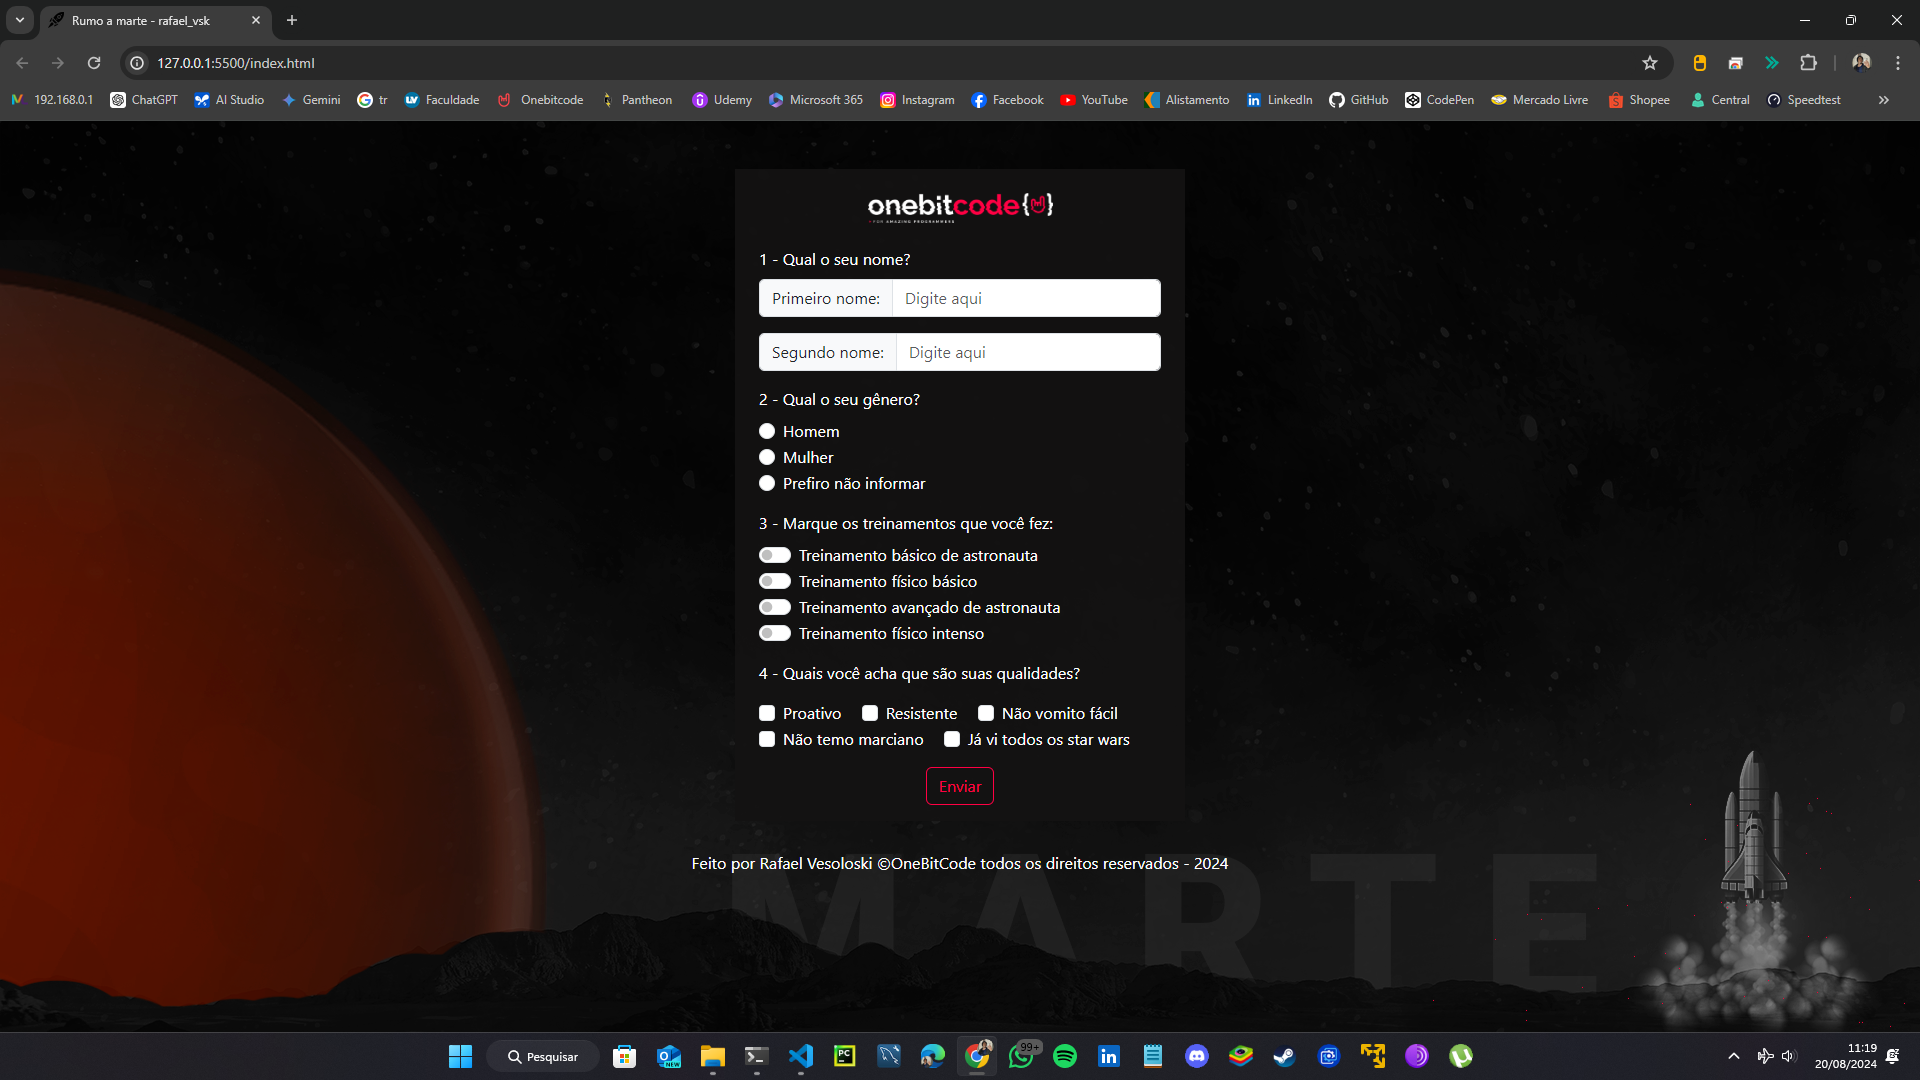 Rumo a marte - rafael_vsk
127.0.0.1:5500/index.html
192.168.0.1 ChatGPT AI Studio Gemini tr Faculdade Onebitcode Pantheon Udemy Microsoft 365 Instagram Facebook YouTube Alistamento LinkedIn GitHub CodePen Mercado Livre Shopee Central Speedtest
onebitcode{}
FOR AMAZING PROGRAMMERS
1 - Qual o seu nome?
Primeiro nome: Digite aqui
Segundo nome: Digite aqui
2 - Qual o seu gênero?
Homem
Mulher
Prefiro não informar
3 - Marque os treinamentos que você fez:
Treinamento básico de astronauta
Treinamento físico básico
Treinamento avançado de astronauta
Treinamento físico intenso
4 - Quais você acha que são suas qualidades?
Proativo Resistente Não vomito fácil
Não temo marciano Já vi todos os star wars
Enviar
Feito por Rafael Vesoloski ©OneBitCode todos os direitos reservados - 2024
MARTE
Pesquisar
NEW
PC
99+
11:19
20/08/2024